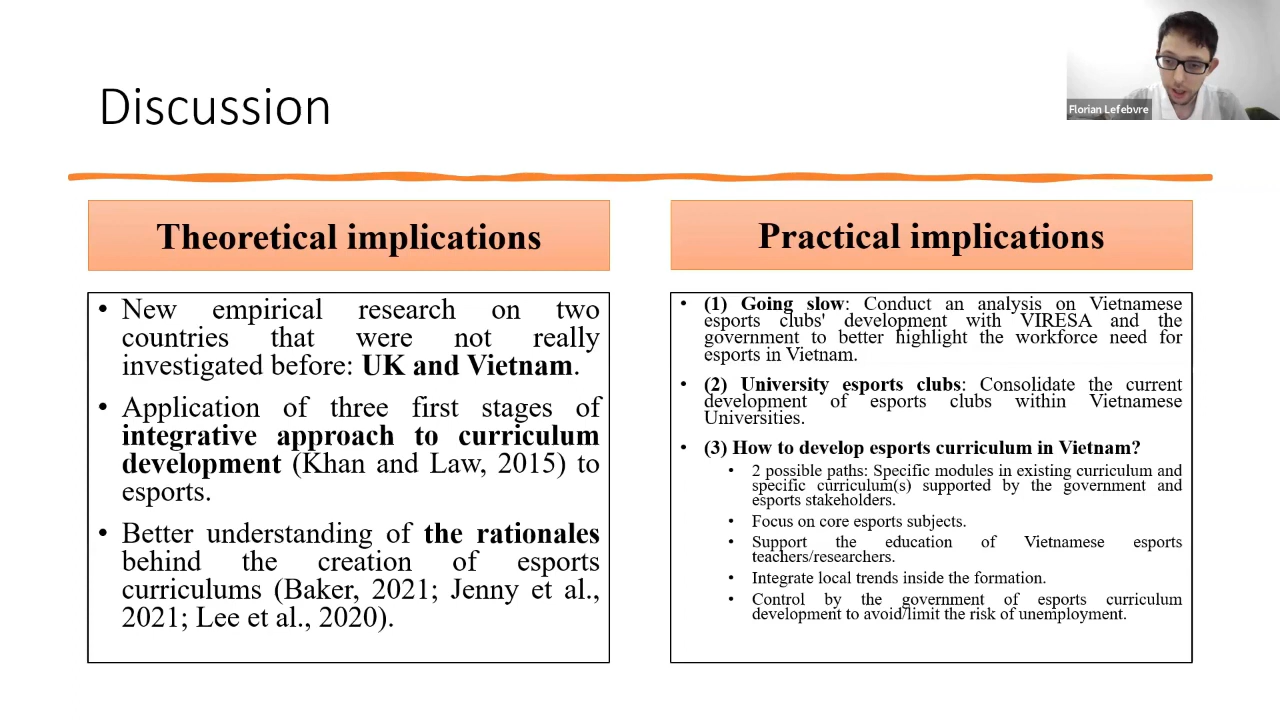 Discussion
Florian Lefebvre
Theoretical implications
• New empirical research on two
countries that were not really
investigated before: UK and Vietnam.
• Application of three first stages of
integrative approach to curriculum
development (Khan and Law, 2015) to
esports.
• Better understanding of the rationales
behind the creation of esports
curriculums (Baker, 2021; Jenny et al.,
2021; Lee et al., 2020).
Practical implications
• (1) Going slow: Conduct an analysis on Vietnamese
esports clubs' development with VIRESA and the
government to better highlight the workforce need for
esports in Vietnam.
• (2) University esports clubs: Consolidate the current
development of esports clubs within Vietnamese
Universities.
• (3) How to develop esports curriculum in Vietnam?
• 2 possible paths: Specific modules in existing curriculum and
specific curriculum(s) supported by the government and
esports stakeholders.
• Focus on core esports subjects.
• Support the education of Vietnamese esports
teachers/researchers.
• Integrate local trends inside the formation.
• Control by the government of esports curriculum
development to avoid/limit the risk of unemployment.